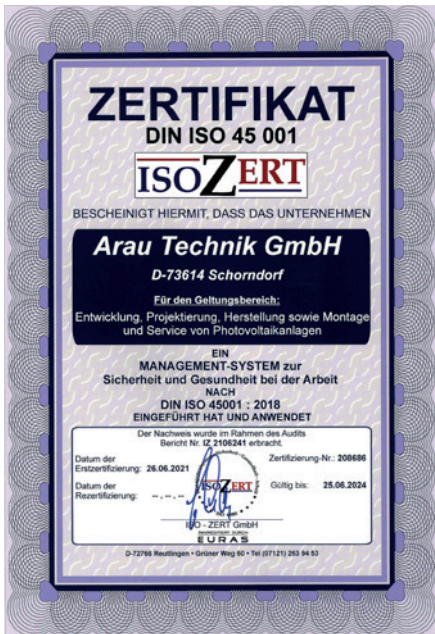 ZERTIFIKAT
DIN ISO 45 001
ISOZERT
BESCHEINIGT HIERMIT, DASS DAS UNTERNEHMEN
Arau Technik GmbH
D-73614 Schorndorf
Für den Geltungsbereich:
Entwicklung, Projektierung, Herstellung sowie Montage
und Service von Photovoltaikanlagen
EIN
MANAGEMENT-SYSTEM zur
Sicherheit und Gesundheit bei der Arbeit
NACH
DIN ISO 45001 : 2018
EINGEFÜHRT HAT UND ANWENDET
Der Nachweis wurde im Rahmen des Audits
Bericht Nr. IZ 2106241 erbracht.
Datum der
Erstzertifizierung: 26.06.2021
Zertifizierung-Nr.: 208686
Datum der
Rezertifizierung: --.--.--
Gültig bis: 25.06.2024
ISOZERT
ISO - ZERT GmbH
EURAS
D-72766 Reutlingen • Grüner Weg 60 • Tel (07121) 263 94 53